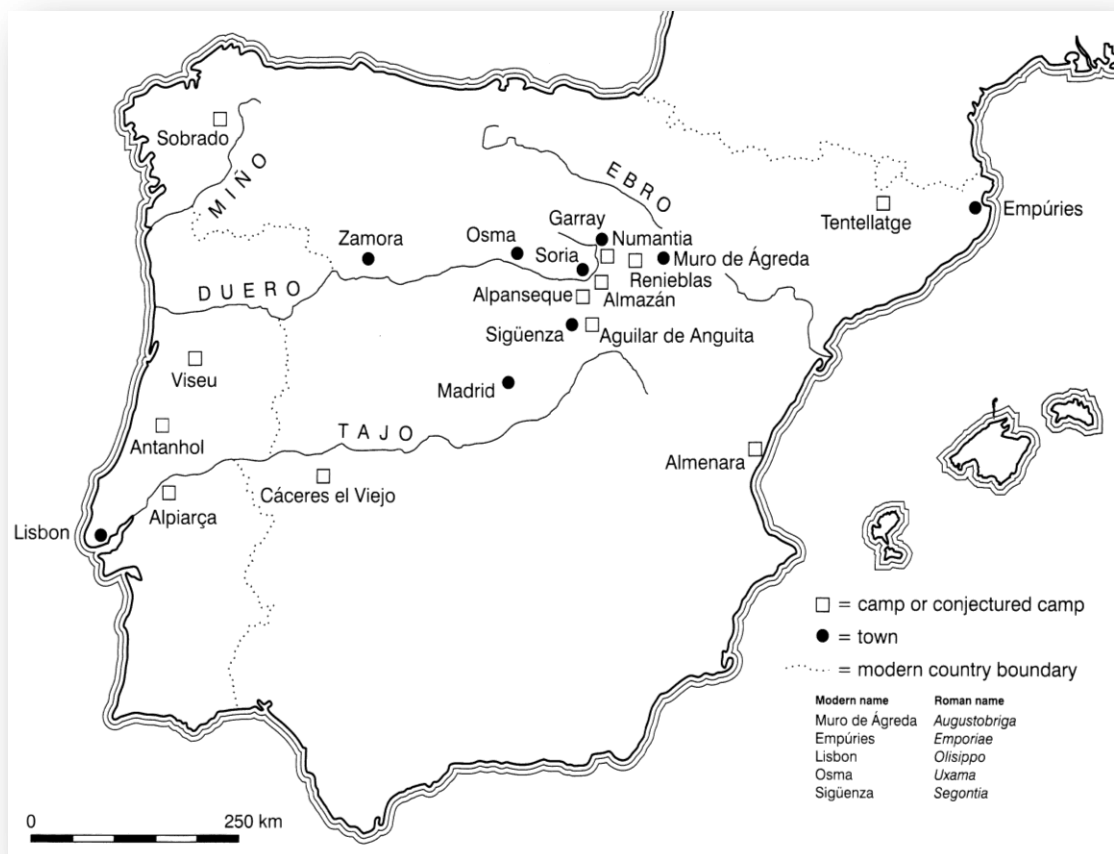 Sobrado
MIÑO
EBRO
Tentellatge
Empúries
Garray
Zamora
Osma
Numantia
Soria
Muro de Ágreda
Renieblas
DUERO
Alpanseque
Almazán
Sigüenza
Aguilar de Anguita
Viseu
Madrid
Antanhol
TAJO
Almenara
Cáceres el Viejo
Alpiarça
Lisbon
= camp or conjectured camp
= town
= modern country boundary
Modern name Roman name
Muro de Ágreda Augustobriga
Empúries Emporiae
Lisbon Olisippo
Osma Uxama
Sigüenza Segontia
0 250 km